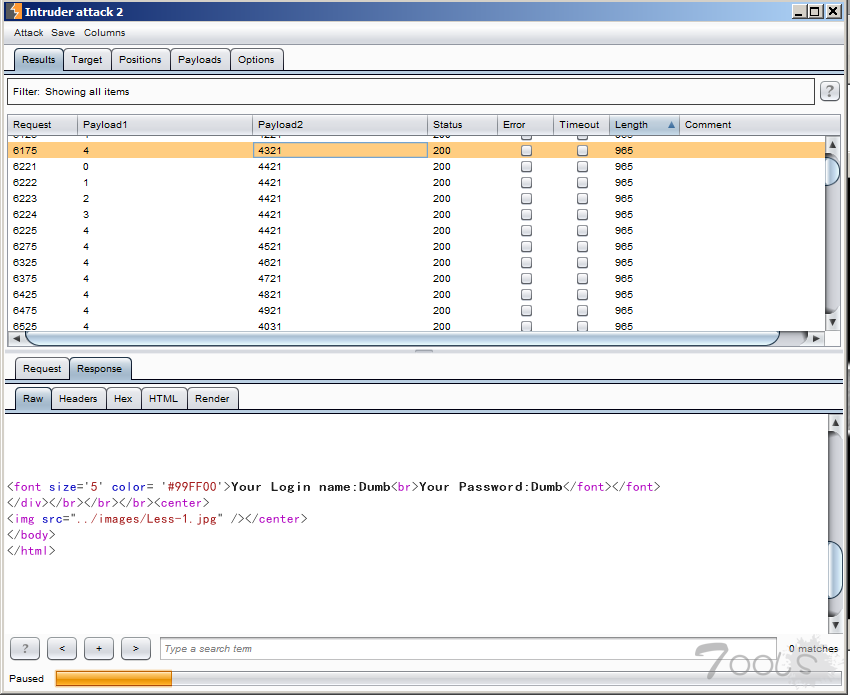 Intruder attack 2
Attack Save Columns
Results Target Positions Payloads Options
Filter: Showing all items ?
Request Payload1 Payload2 Status Error Timeout Length Comment
6175 4 4321 200 965
6221 0 4421 200 965
6222 1 4421 200 965
6223 2 4421 200 965
6224 3 4421 200 965
6225 4 4421 200 965
6275 4 4521 200 965
6325 4 4621 200 965
6375 4 4721 200 965
6425 4 4821 200 965
6475 4 4921 200 965
6525 4 4031 200 965
Request Response
Raw Headers Hex HTML Render
<font size='5' color= '#99FF00'>Your Login name:Dumb<br>Your Password:Dumb</font></font>
</div></br></br></br><center>
<img src="../images/Less-1.jpg" /></center>
</body>
</html>
? < + > Type a search term 0 matches
Paused
7ools